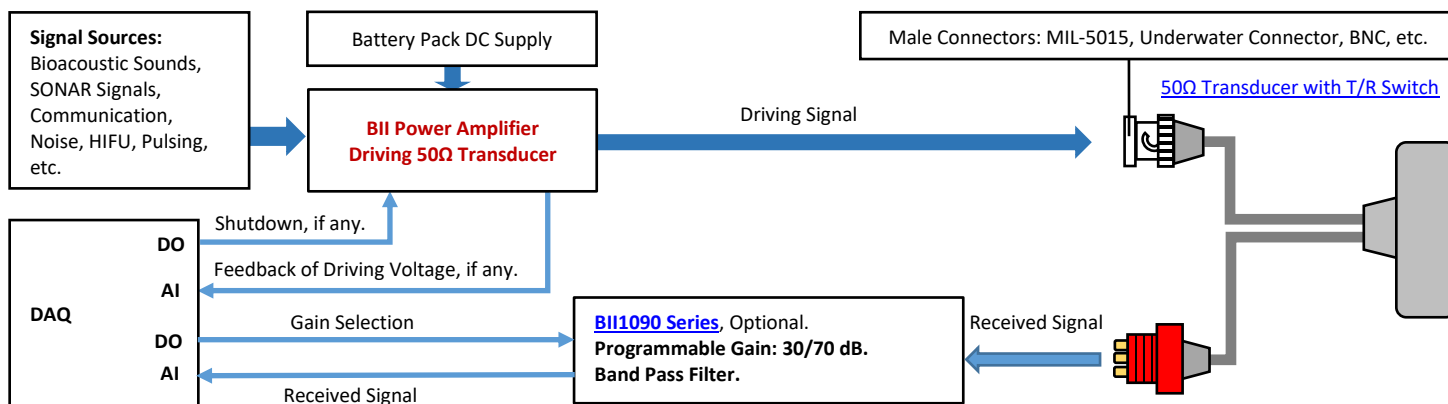 Signal Sources:
Bioacoustic Sounds,
SONAR Signals,
Communication,
Noise, HIFU, Pulsing,
etc.
Battery Pack DC Supply
BII Power Amplifier
Driving 50Ω Transducer
Driving Signal
Male Connectors: MIL-5015, Underwater Connector, BNC, etc.
50Ω Transducer with T/R Switch
DAQ
DO
Shutdown, if any.
AI
Feedback of Driving Voltage, if any.
DO
Gain Selection
AI
Received Signal
BII1090 Series, Optional.
Programmable Gain: 30/70 dB.
Band Pass Filter.
Received Signal